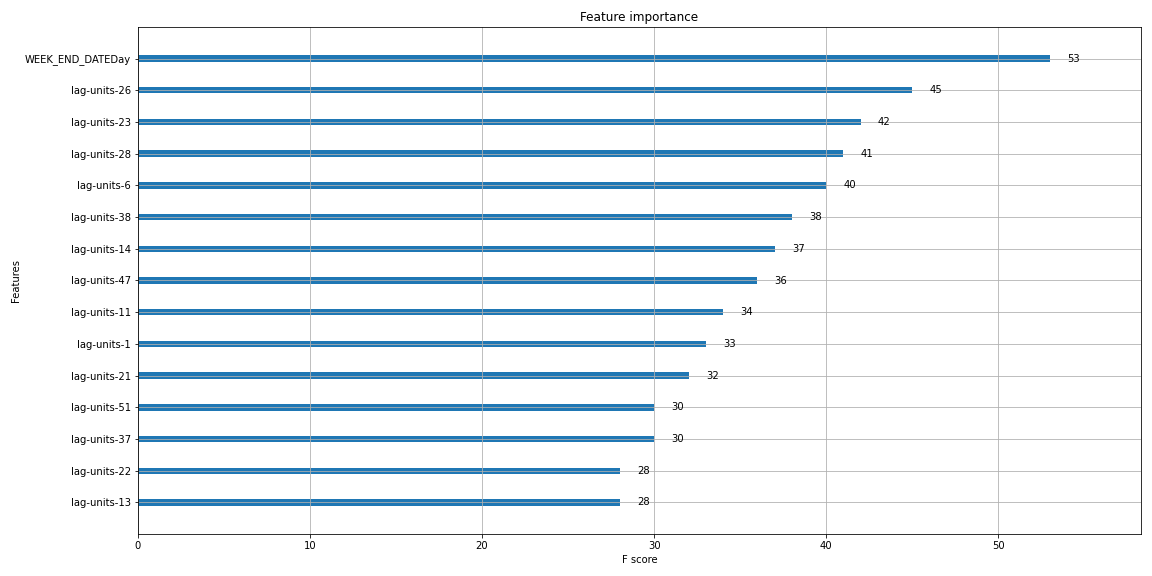 Feature importance
WEEK_END_DATEDay 53
lag-units-26 45
lag-units-23 42
lag-units-28 41
lag-units-6 40
lag-units-38 38
lag-units-14 37
lag-units-47 36
lag-units-11 34
lag-units-1 33
lag-units-21 32
lag-units-51 30
lag-units-37 30
lag-units-22 28
lag-units-13 28
Features
0 10 20 30 40 50
F score